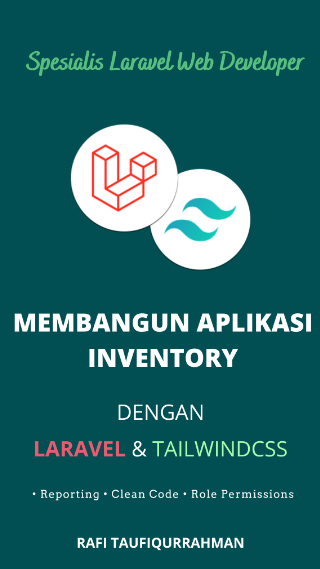 Spesialis Laravel Web Developer
MEMBANGUN APLIKASI
INVENTORY
DENGAN
LARAVEL & TAILWINDCSS
• Reporting • Clean Code • Role Permissions
RAFI TAUFIQURRAHMAN